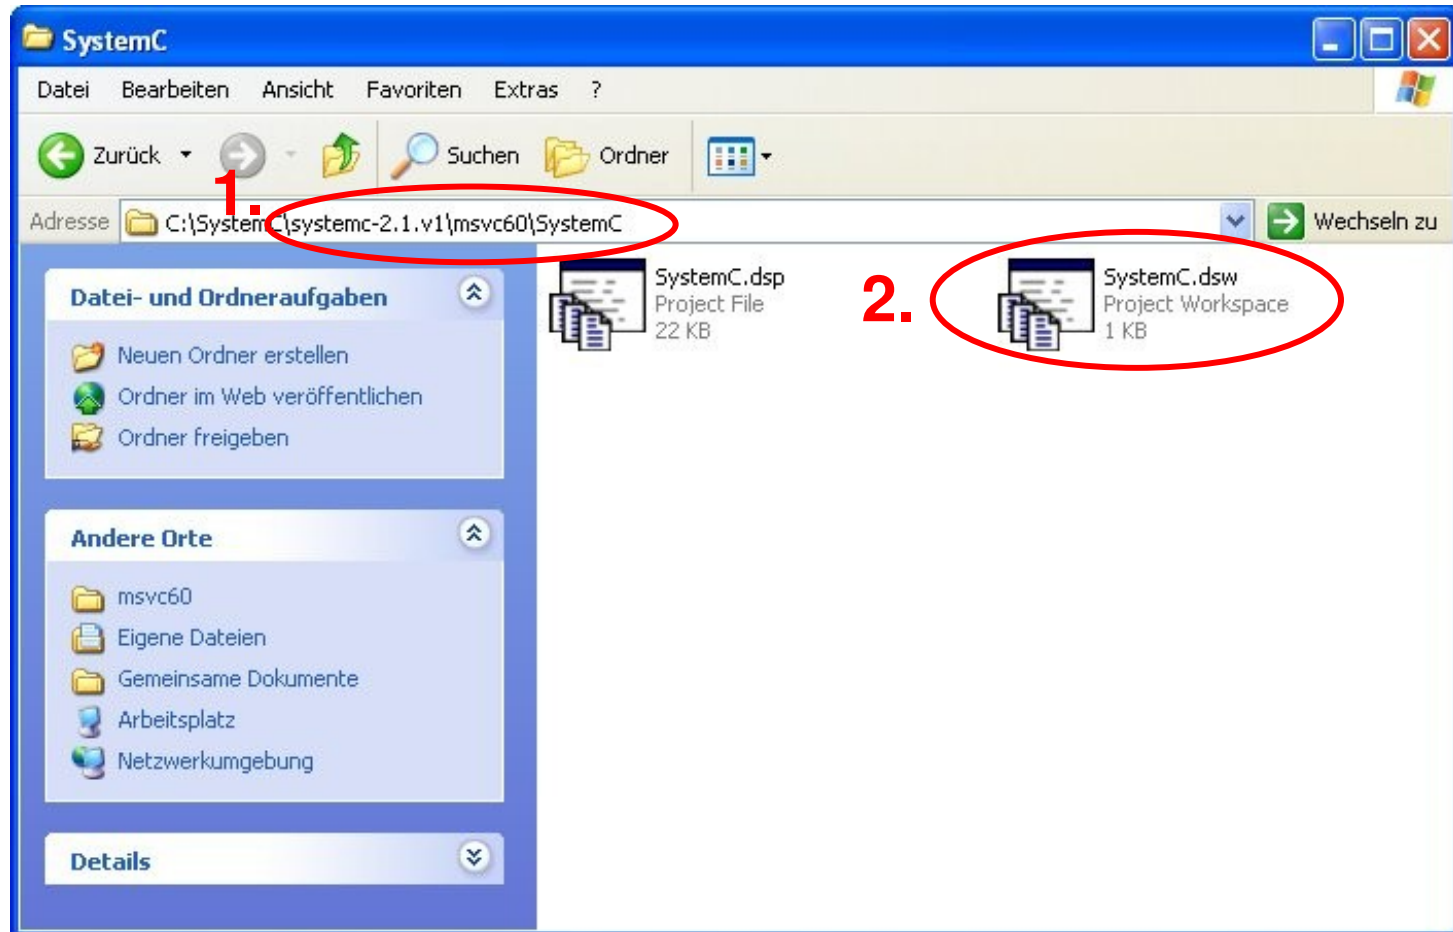 SystemC
Datei Bearbeiten Ansicht Favoriten Extras ?
Zurück Suchen Ordner
1.
Adresse C:\SystemC\systemc-2.1.v1\msvc60\SystemC Wechseln zu
Datei- und Ordneraufgaben
Neuen Ordner erstellen
Ordner im Web veröffentlichen
Ordner freigeben
Andere Orte
msvc60
Eigene Dateien
Gemeinsame Dokumente
Arbeitsplatz
Netzwerkumgebung
Details
SystemC.dsp
Project File
22 KB
2.
SystemC.dsw
Project Workspace
1 KB